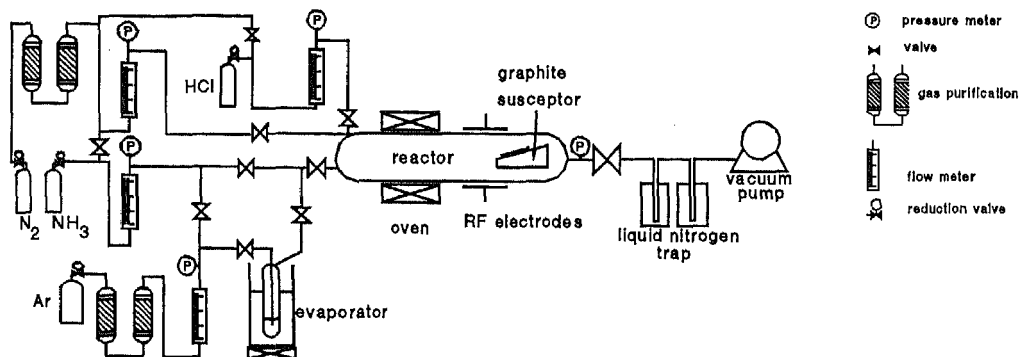 P
P
P
HCl
graphite
susceptor
reactor
P
vacuum
pump
N2
NH3
oven
RF electrodes
liquid nitrogen
trap
P
Ar
evaporator
P
pressure meter
valve
gas purification
flow meter
reduction valve